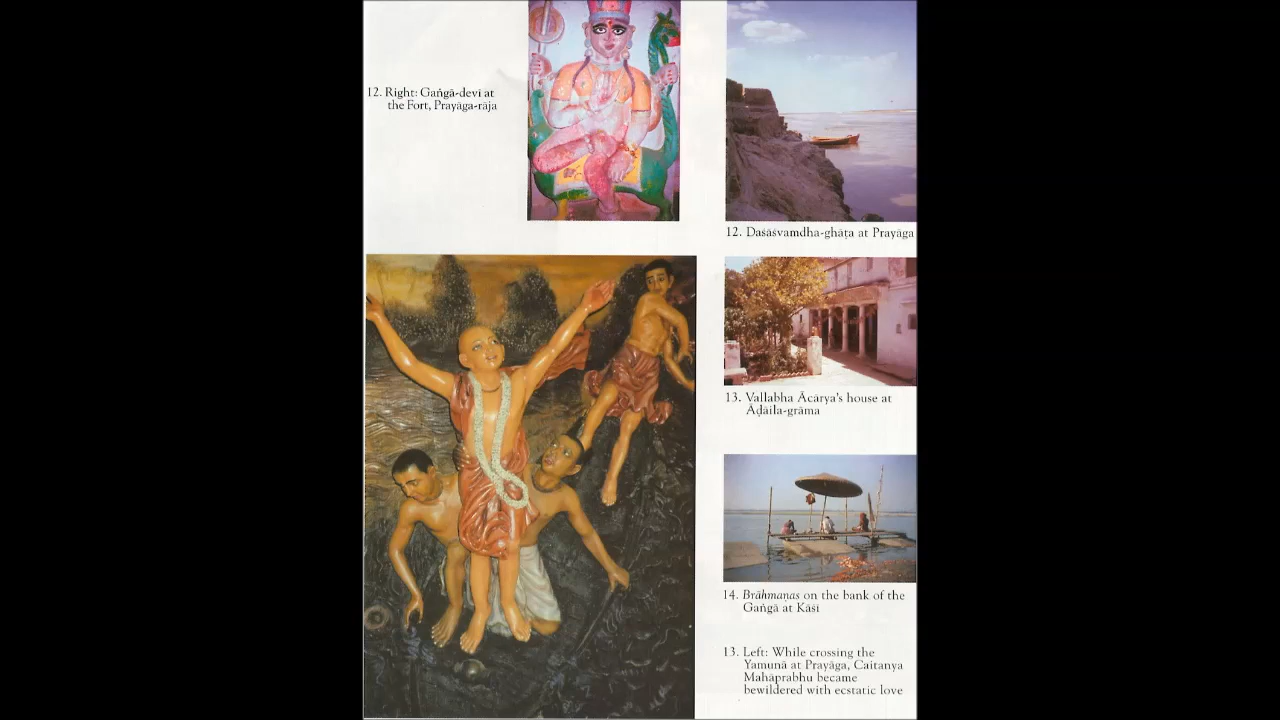 12. Right: Gaṅgā-devī at
the Fort, Prayāga-rāja
12. Daśāśvamdha-ghāṭa at Prayāga
13. Vallabha Ācārya's house at
Āḍāila-grāma
14. Brāhmaṇas on the bank of the
Gaṅgā at Kāśī
13. Left: While crossing the
Yamunā at Prayāga, Caitanya
Mahāprabhu became
bewildered with ecstatic love